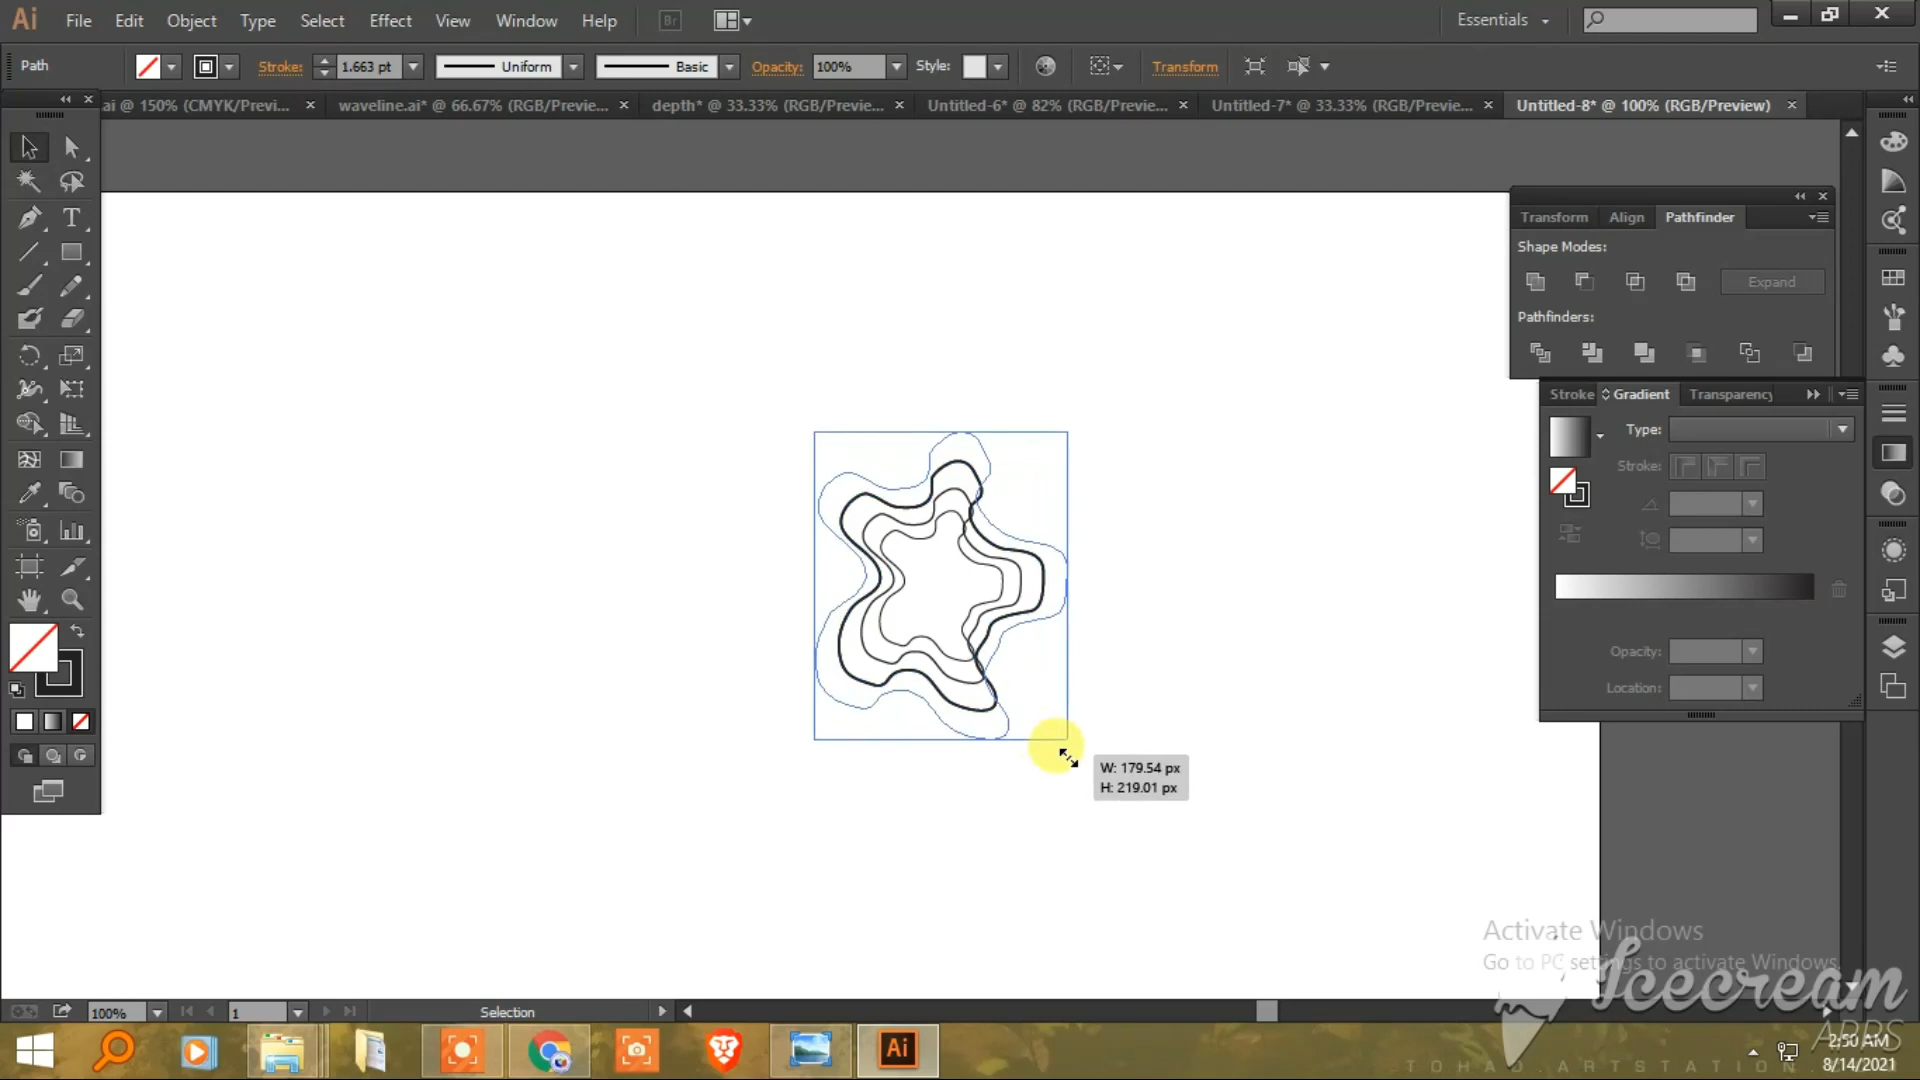 Ai File Edit Object Type Select Effect View Window Help Br Essentials
Path Stroke: 1.663 pt Uniform Basic Opacity: 100% Style: Transform
ai @ 150% (CMYK/Previ... waveline.ai* @ 66.67% (RGB/Previe... depth* @ 33.33% (RGB/Previe... Untitled-6* @ 82% (RGB/Previe... Untitled-7* @ 33.33% (RGB/Previe... Untitled-8* @ 100% (RGB/Preview)
Transform Align Pathfinder
Shape Modes:
Expand
Pathfinders:
Stroke Gradient Transparency
Type:
Stroke:
Opacity:
Location:
W: 179.54 px
H: 219.01 px
Activate Windows
Go to PC settings to activate Windows.
Icecream
APPS
100% 1 Selection
Ai
2:50 AM
8/14/2021